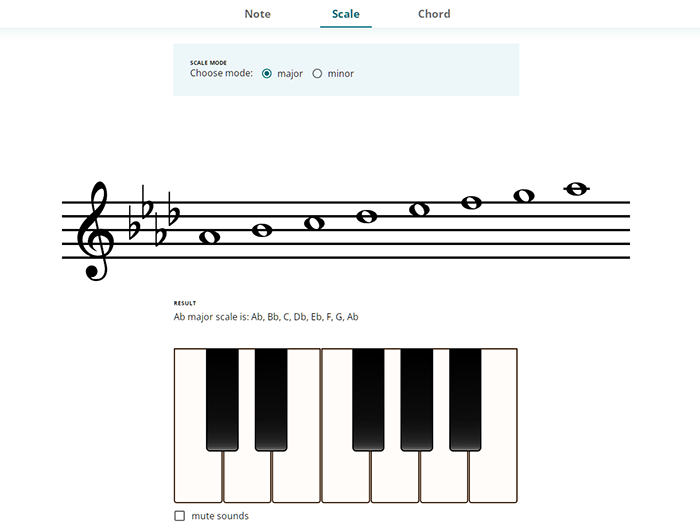 Note Scale Chord
SCALE MODE
Choose mode: major minor
RESULT
Ab major scale is: Ab, Bb, C, Db, Eb, F, G, Ab
mute sounds